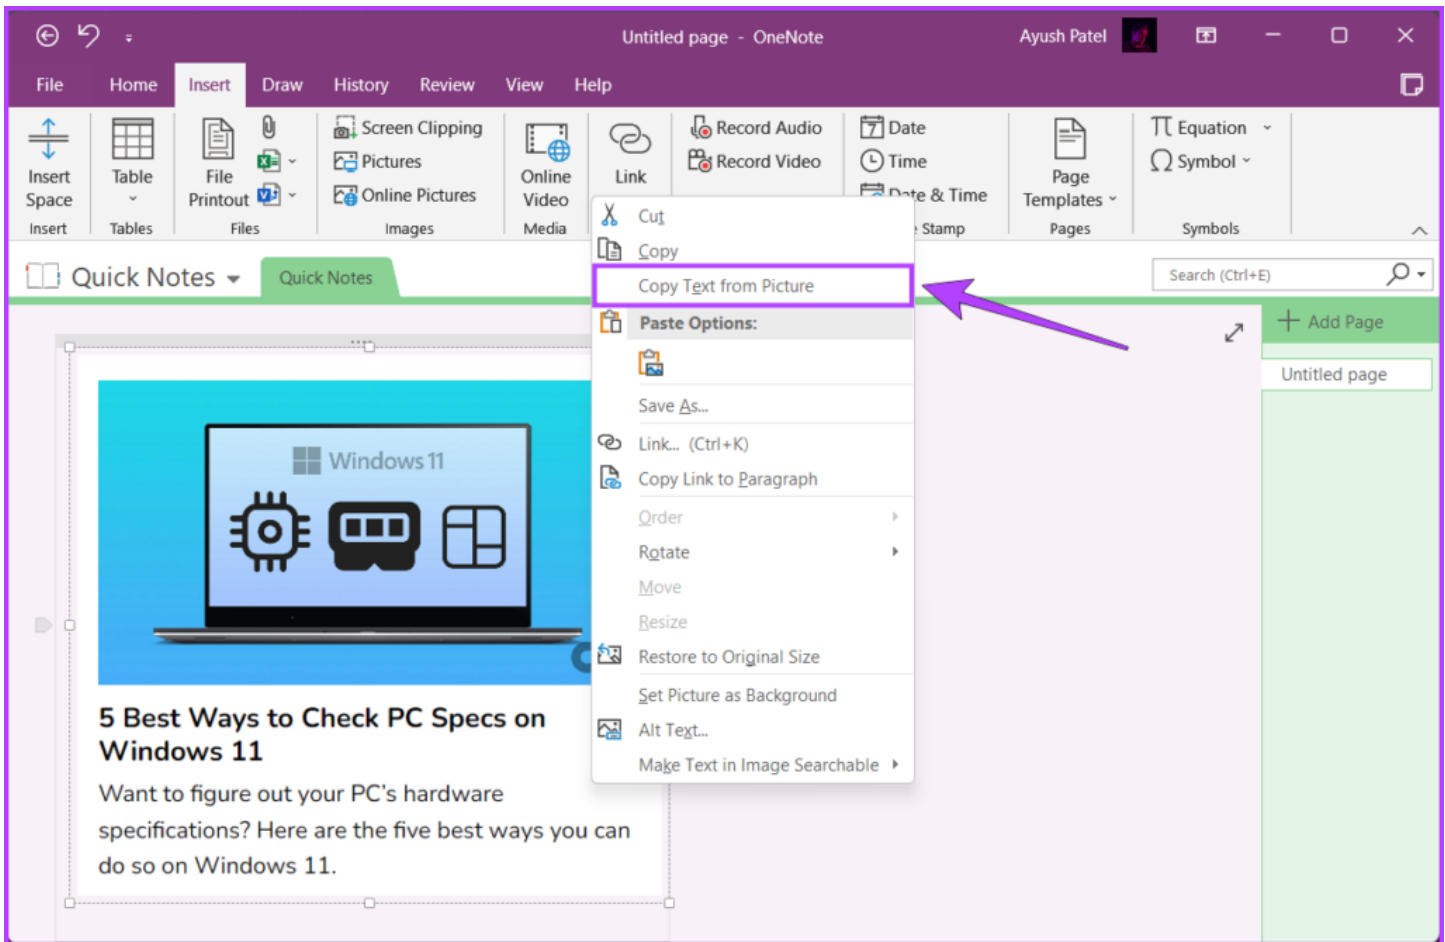 Untitled page - OneNote
Ayush Patel
File Home Insert Draw History Review View Help
Insert Space
Insert
Table
Tables
File Printout
Files
Screen Clipping
Pictures
Online Pictures
Images
Online Video
Media
Link
Record Audio
Record Video
7 Date
Time
Date & Time
Stamp
Page Templates
Pages
π Equation
Ω Symbol
Symbols
Quick Notes
Quick Notes
Search (Ctrl+E)
Cut
Copy
Copy Text from Picture
Paste Options:
Save As...
Link... (Ctrl+K)
Copy Link to Paragraph
Order
Rotate
Move
Resize
Restore to Original Size
Set Picture as Background
Alt Text...
Make Text in Image Searchable
Add Page
Untitled page
Windows 11
5 Best Ways to Check PC Specs on
Windows 11
Want to figure out your PC's hardware
specifications? Here are the five best ways you can
do so on Windows 11.